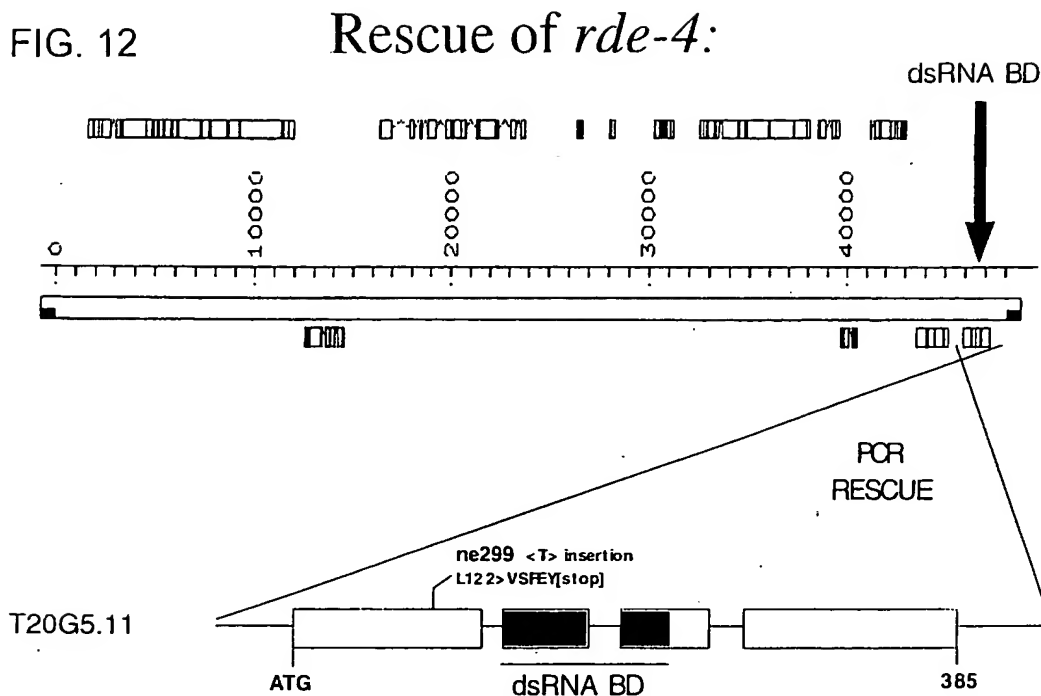 FIG. 12
Rescue of rde-4:
dsRNA BD
0
10000
20000
30000
40000
PCR
RESCUE
ne299 <T> insertion
L122>VSFEY[stop]
T20G5.11
ATG
dsRNA BD
385